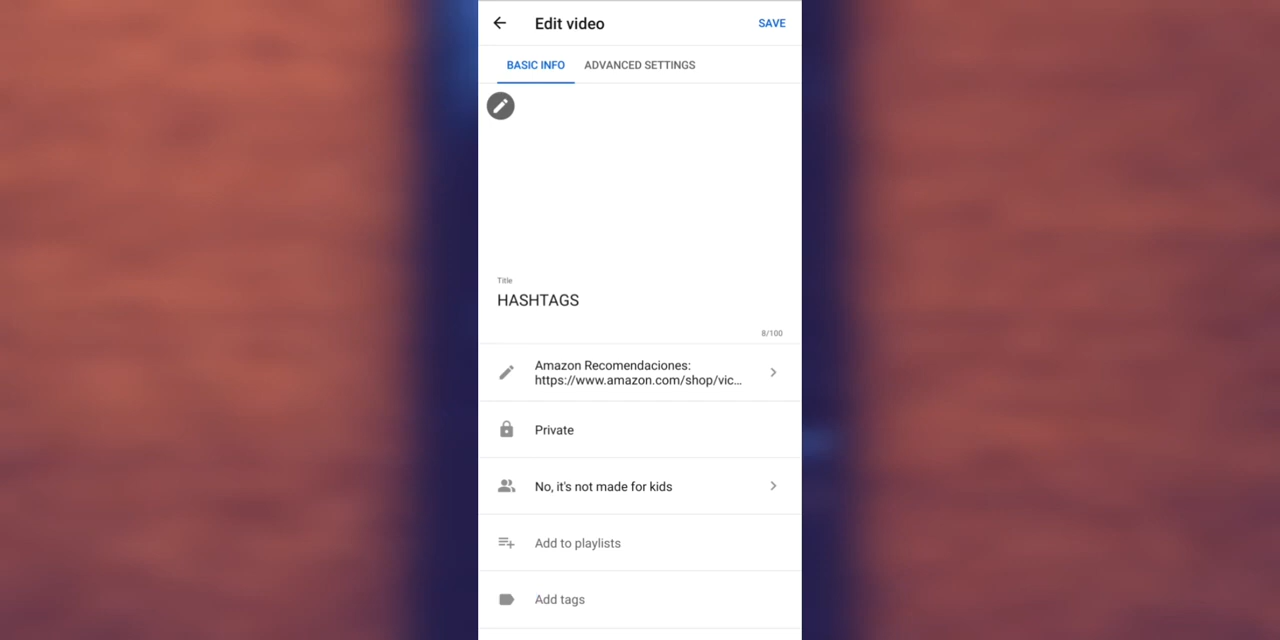 Edit video
SAVE
BASIC INFO
ADVANCED SETTINGS
Title
HASHTAGS
8/100
Amazon Recomendaciones:
https://www.amazon.com/shop/vic...
Private
No, it's not made for kids
Add to playlists
Add tags